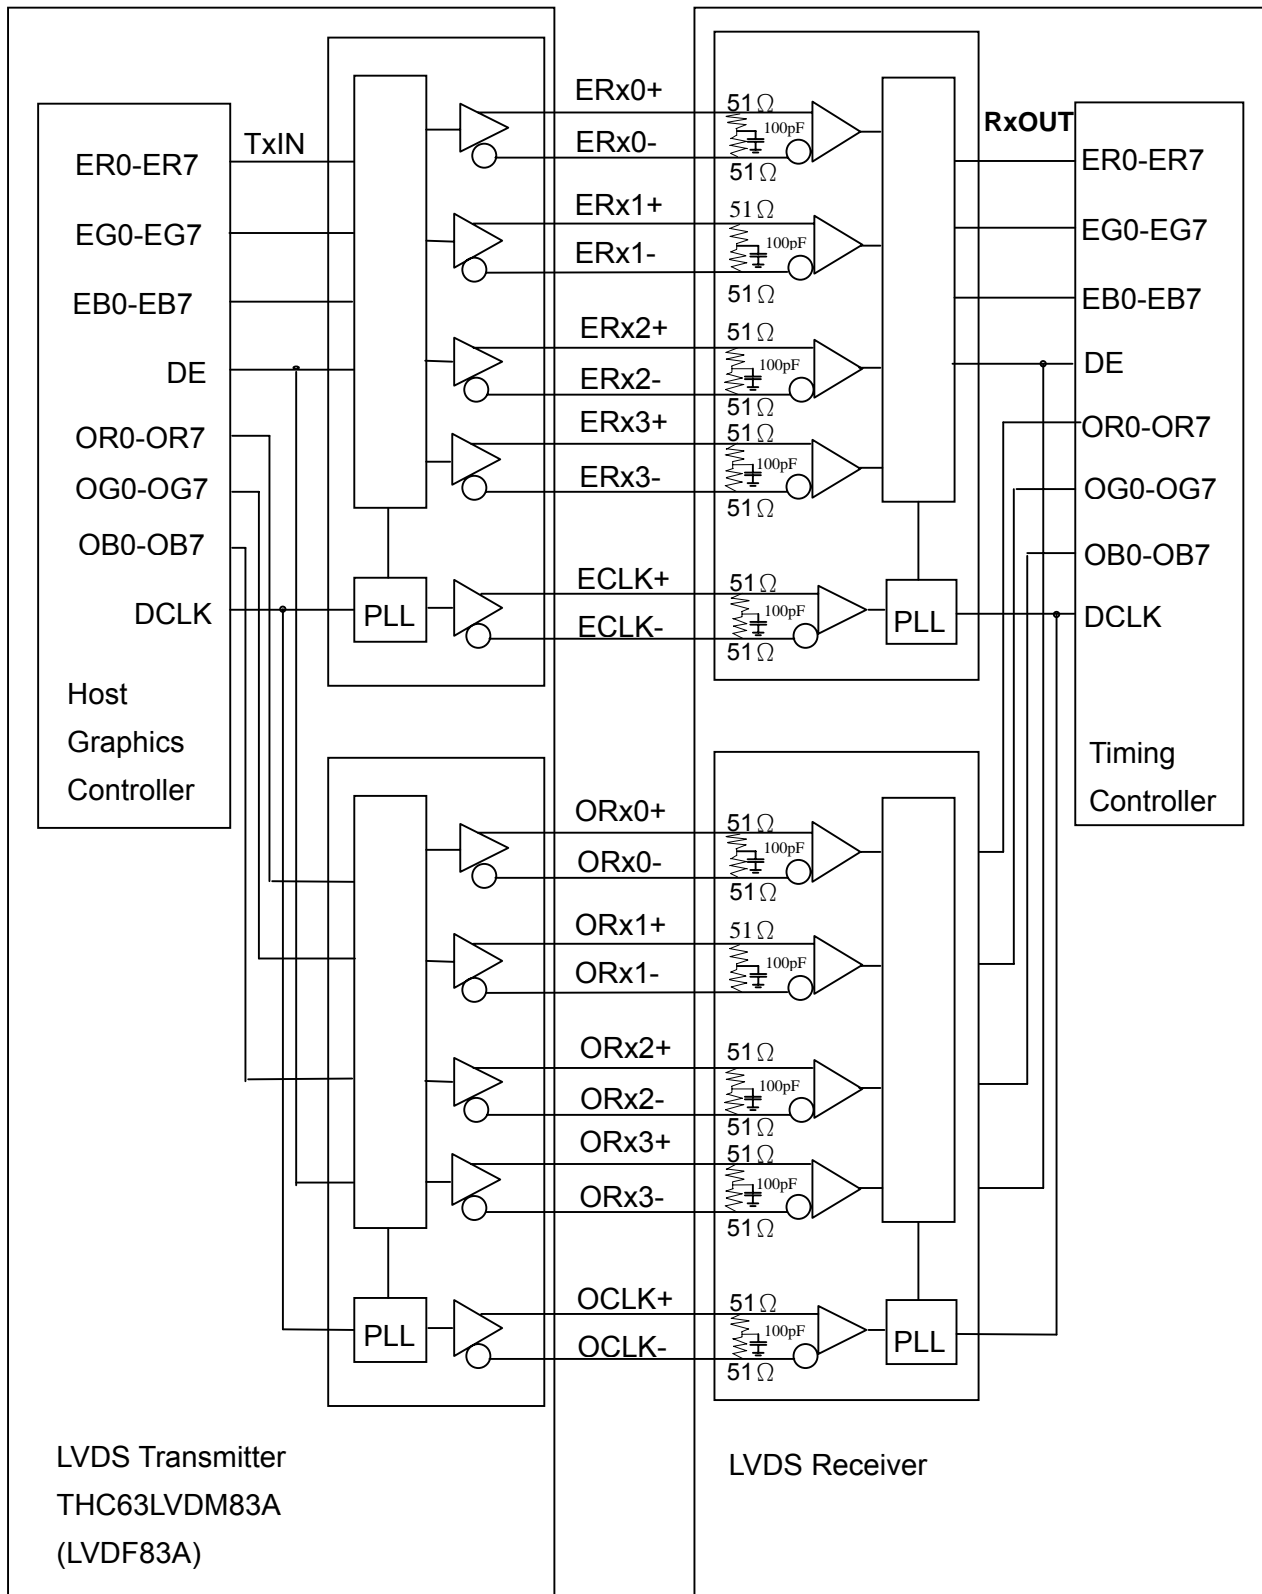 ER0-ER7
EG0-EG7
EB0-EB7
DE
OR0-OR7
OG0-OG7
OB0-OB7
DCLK
Host
Graphics
Controller
TxIN
PLL
ERx0+
ERx0-
ERx1+
ERx1-
ERx2+
ERx2-
ERx3+
ERx3-
ECLK+
ECLK-
51Ω
100pF
51Ω
51Ω
100pF
51Ω
51Ω
100pF
51Ω
51Ω
100pF
51Ω
51Ω
100pF
51Ω
PLL
RxOUT
ER0-ER7
EG0-EG7
EB0-EB7
DE
OR0-OR7
OG0-OG7
OB0-OB7
DCLK
Timing
Controller
PLL
ORx0+
ORx0-
ORx1+
ORx1-
ORx2+
ORx2-
ORx3+
ORx3-
OCLK+
OCLK-
51Ω
100pF
51Ω
51Ω
100pF
51Ω
100pF
51Ω
51Ω
100pF
51Ω
51Ω
100pF
51Ω
PLL
LVDS Transmitter
THC63LVDM83A
(LVDF83A)
LVDS Receiver